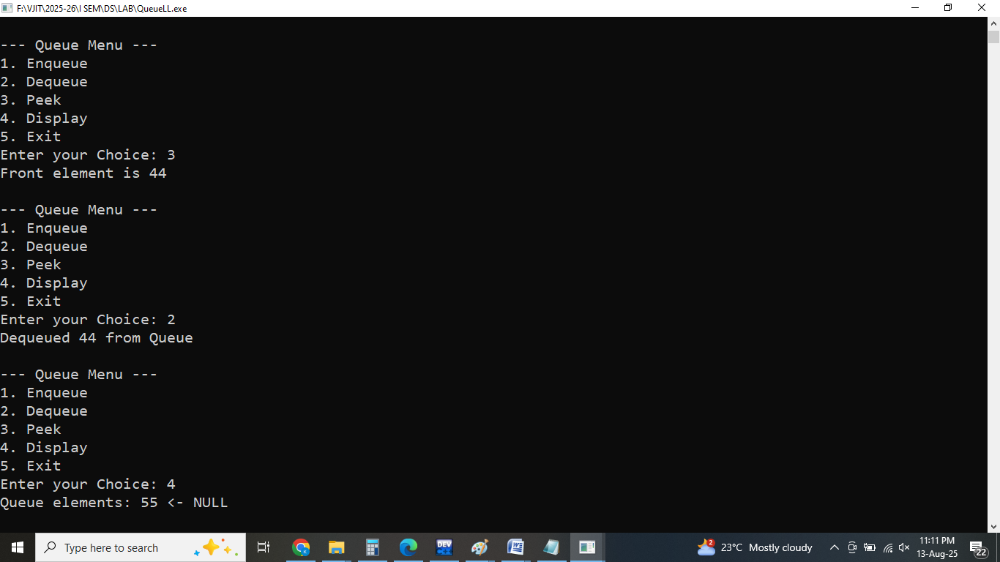 F:\VJIT\2025-26\I SEM\DS\LAB\QueueLL.exe
--- Queue Menu ---
1. Enqueue
2. Dequeue
3. Peek
4. Display
5. Exit
Enter your Choice: 3
Front element is 44
--- Queue Menu ---
1. Enqueue
2. Dequeue
3. Peek
4. Display
5. Exit
Enter your Choice: 2
Dequeued 44 from Queue
--- Queue Menu ---
1. Enqueue
2. Dequeue
3. Peek
4. Display
5. Exit
Enter your Choice: 4
Queue elements: 55 <- NULL
Type here to search
K
DEV
W
2
23°C Mostly cloudy
11:11 PM
13-Aug-25
22